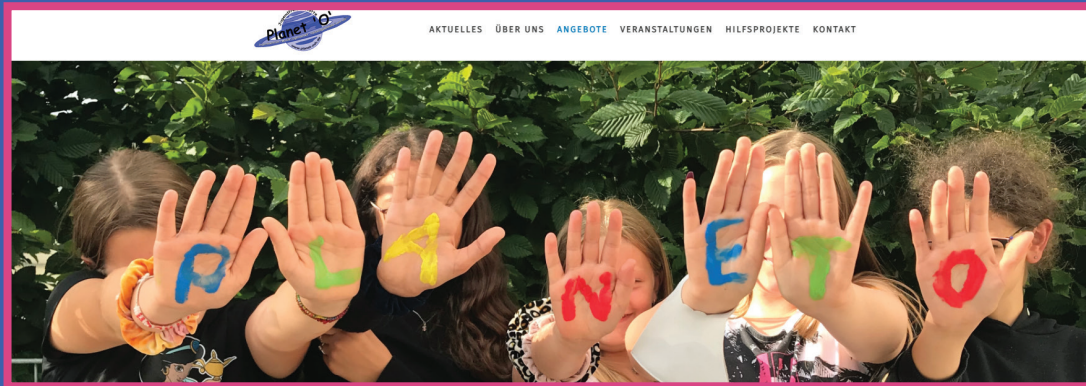 Planet 'O'
AKTUELLES ÜBER UNS ANGEBOTE VERANSTALTUNGEN HILFSPROJEKTE KONTAKT
P L A N E T O